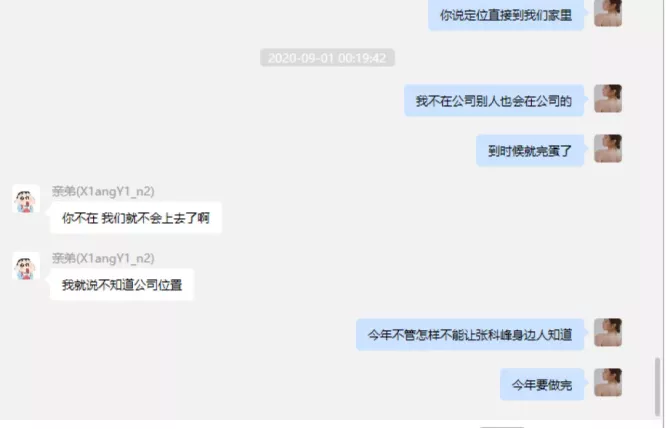 你说定位直接到我们家里
2020-09-01 00:19:42
我不在公司别人也会在公司的
到时候就完蛋了
亲弟(X1angY1_n2)
你不在 我们就不会上去了啊
亲弟(X1angY1_n2)
我就说不知道公司位置
今年不管怎样不能让张科峰身边人知道
今年要做完